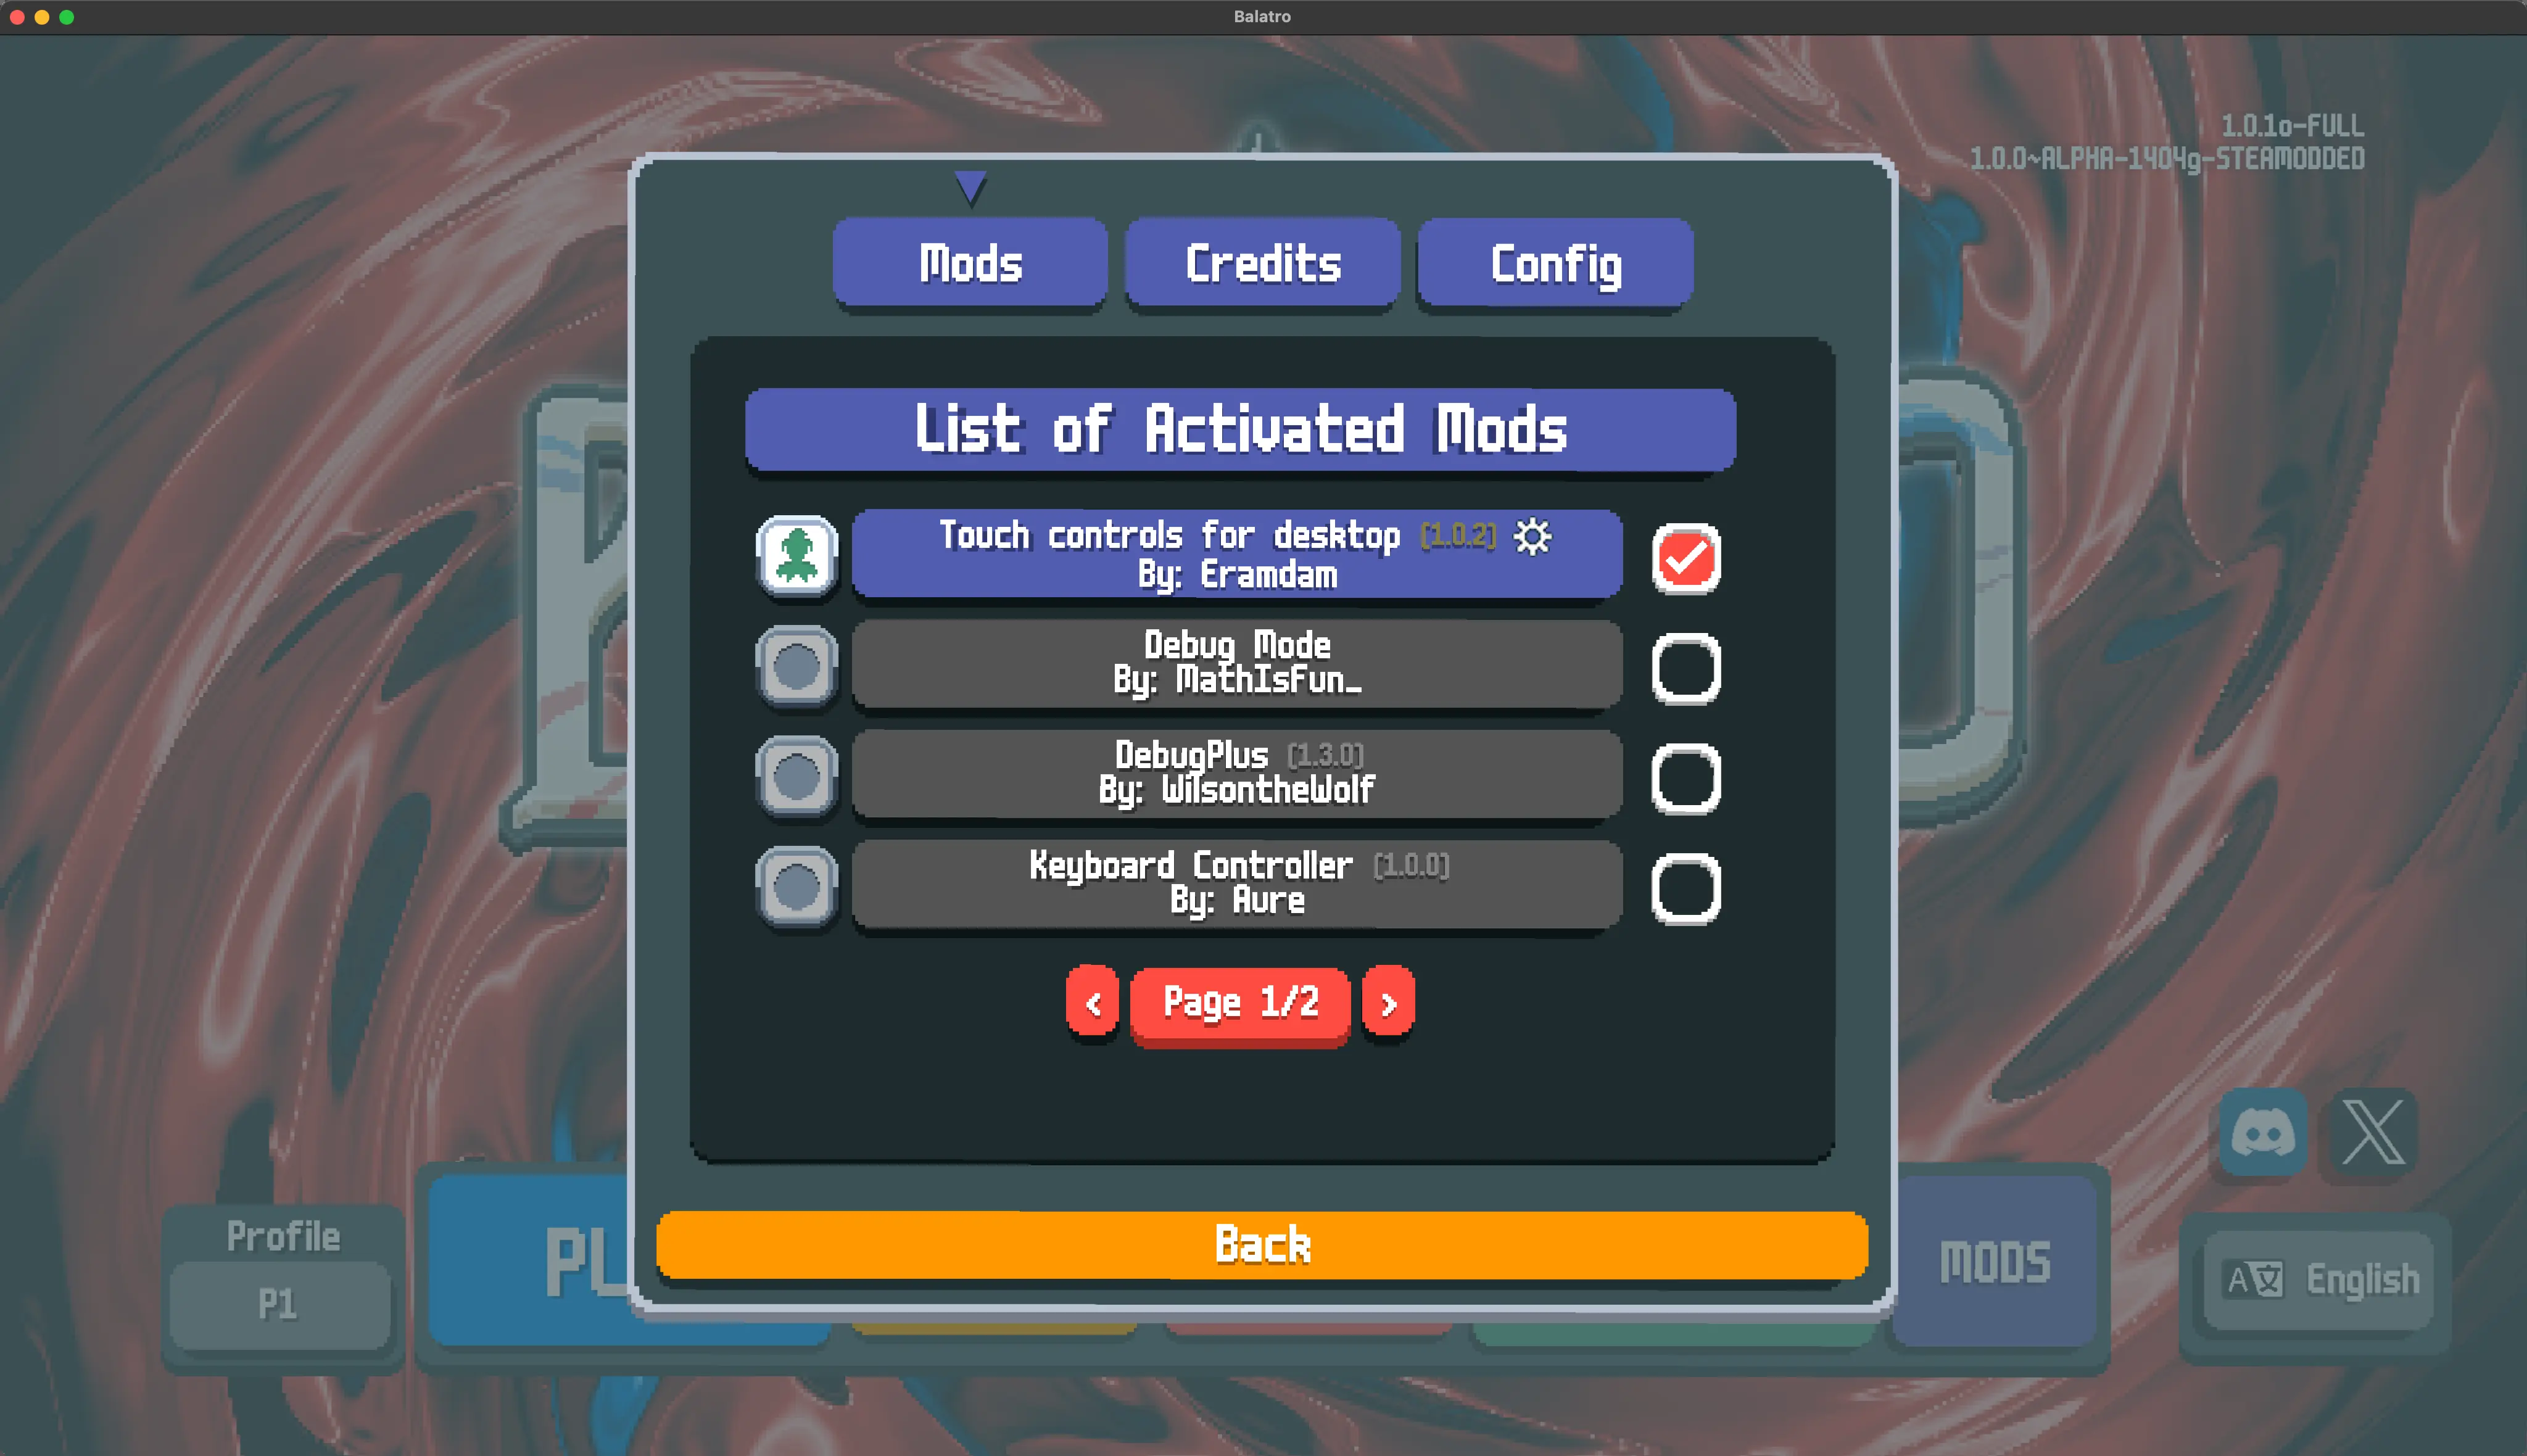 Balatro
1.0.1o-FULL
1.0.0~ALPHA-1404g-STEAMODDED
Mods
Credits
Config
List of Activated Mods
Touch controls for desktop (1.0.2)
By: Eramdam
Debug Mode
By: MathIsFun_
DebugPlus (1.3.0)
By: WilsontheWolf
Keyboard Controller (1.0.0)
By: Aure
< Page 1/2 >
Back
Profile
P1
PL
MODS
A文 English